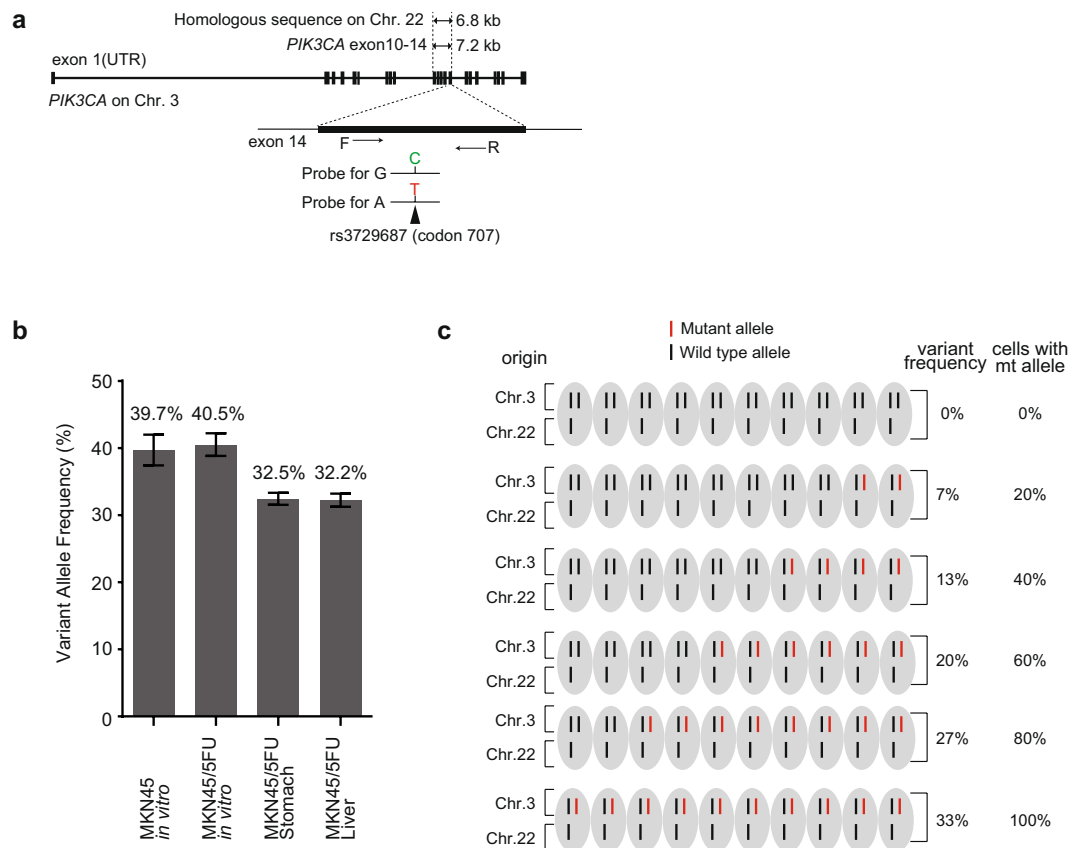 a
Homologous sequence on Chr. 22 6.8 kb
PIK3CA exon10-14 7.2 kb
exon 1(UTR)
PIK3CA on Chr. 3
exon 14
F
R
C
Probe for G
T
Probe for A
rs3729687 (codon 707)
b
Variant Allele Frequency (%)
50
40
30
20
10
0
39.7%
40.5%
32.5%
32.2%
MKN45
in vitro
MKN45/5FU
in vitro
MKN45/5FU
Stomach
MKN45/5FU
Liver
c
Mutant allele
Wild type allele
origin
variant
frequency
cells with
mt allele
Chr.3
Chr.22
0% 0%
Chr.3
Chr.22
7% 20%
Chr.3
Chr.22
13% 40%
Chr.3
Chr.22
20% 60%
Chr.3
Chr.22
27% 80%
Chr.3
Chr.22
33% 100%